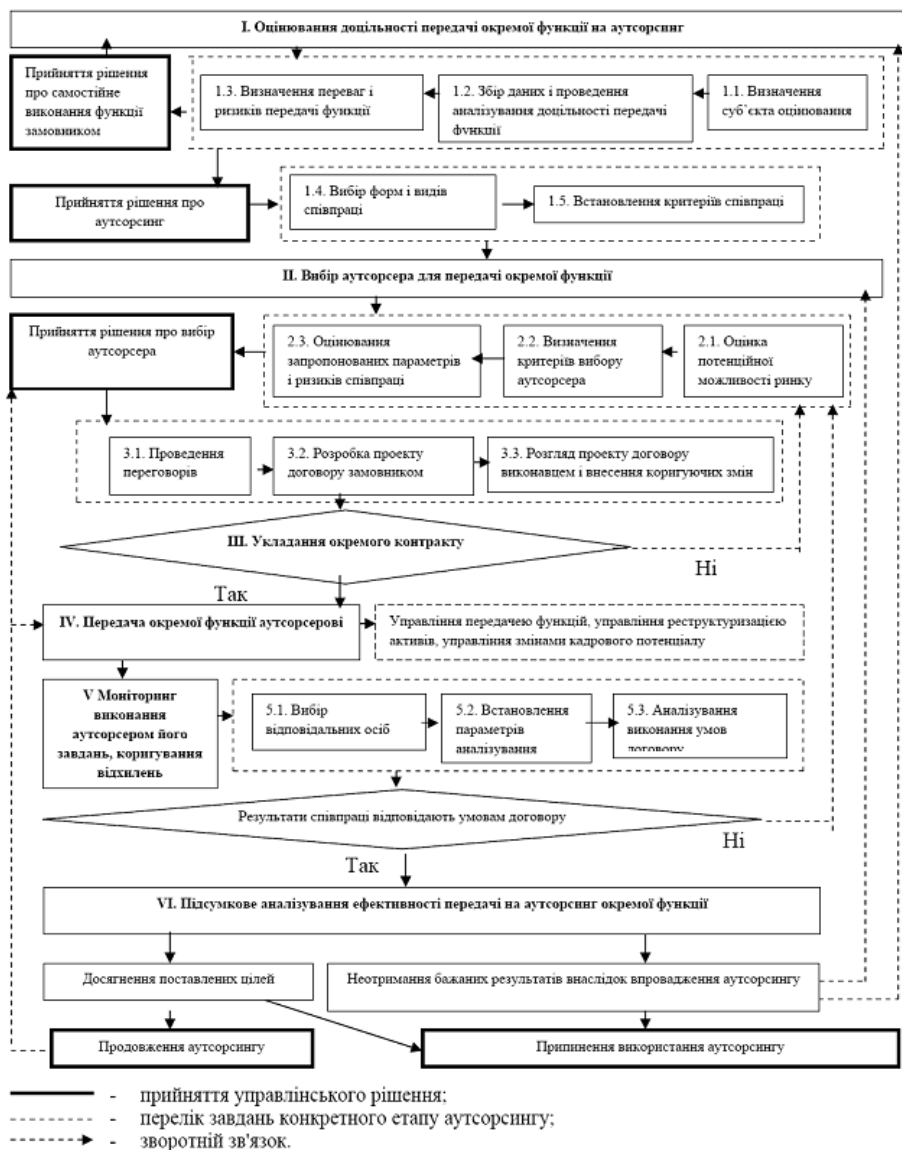 І. Оцінювання доцільності передачі окремої функції на аутсорсинг
Прийняття рішення
про самостійне
виконання функції
замовником
1.3. Визначення переваг і
ризиків передачі функції
1.2. Збір даних і проведення
аналізування доцільності передачі
функції
1.1. Визначення
суб`єкта оцінювання
Прийняття рішення про
аутсорсинг
1.4. Вибір форм і видів
співпраці
1.5. Встановлення критеріїв співпраці
ІІ. Вибір аутсорсера для передачі окремої функції
Прийняття рішення про вибір
аутсорсера
2.3. Оцінювання
запропонованих параметрів
і ризиків співпраці
2.2. Визначення
критеріїв вибору
аутсорсера
2.1. Оцінка
потенційної
можливості ринку
3.1. Проведення
переговорів
3.2. Розробка проекту
договору замовником
3.3. Розгляд проекту договору
виконавцем і внесення коригуючих змін
ІІІ. Укладання окремого контракту
Ні
Так
IV. Передача окремої функції аутсорсерові
Управління передачею функцій, управління реструктуризацією
активів, управління змінами кадрового потенціалу
V Моніторинг
виконання
аутсорсером його
завдань, коригування
відхилень
5.1. Вибір
відповідальних осіб
5.2. Встановлення
параметрів
аналізування
5.3. Аналізування
виконання умов
договору
Результати співпраці відповідають умовам договору
Ні
Так
VI. Підсумкове аналізування ефективності передачі на аутсорсинг окремої функції
Досягнення поставлених цілей
Неотримання бажаних результатів внаслідок впровадження аутсорсингу
Продовження аутсорсингу
Припинення використання аутсорсингу
- прийняття управлінського рішення;
- перелік завдань конкретного етапу аутсорсингу;
- зворотній зв'язок.